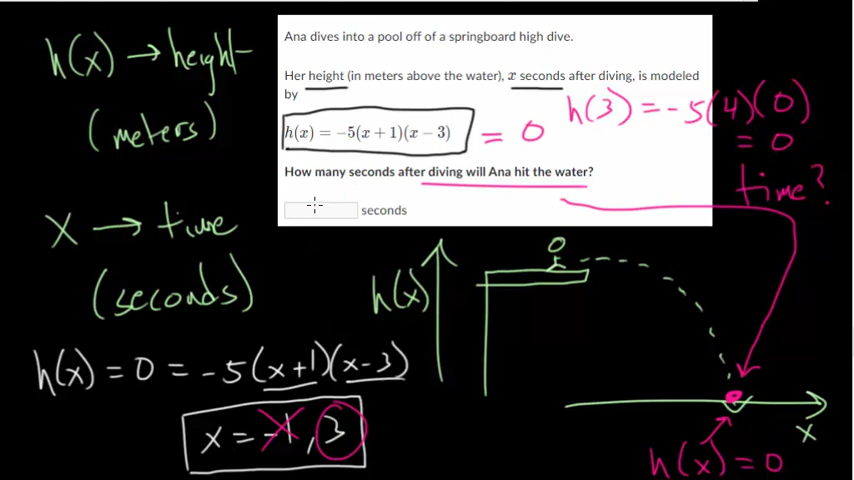 h(x) → height
(meters)
x → time
(seconds)
Ana dives into a pool off of a springboard high dive.
Her height (in meters above the water), x seconds after diving, is modeled
by
h(x) = −5(x + 1)(x − 3) = 0
How many seconds after diving will Ana hit the water?
seconds
h(3) = -5(4)(0)
= 0
time?
h(x)
x
h(x) = 0
h(x) = 0 = -5(x+1)(x-3)
x = -1, 3